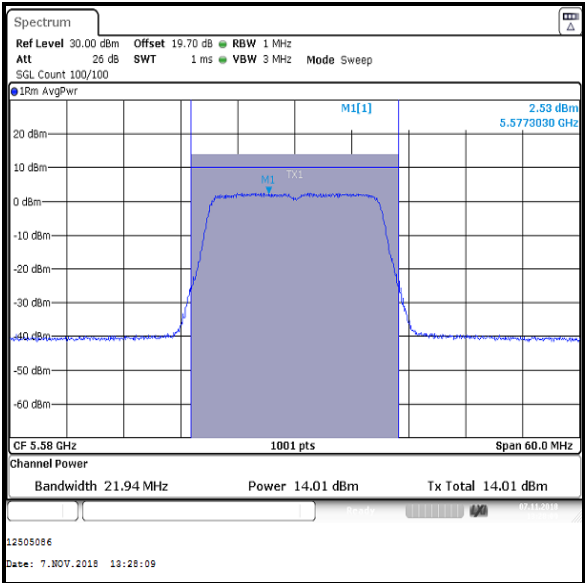 Spectrum
Ref Level 30.00 dBm Offset 19.70 dB RBW 1 MHz
Att 26 dB SWT 1 ms VBW 3 MHz Mode Sweep
SGL Count 100/100
1Rm AvgPwr
M1[1] 2.53 dBm
5.5773030 GHz
20 dBm
10 dBm
TX1
M1
0 dBm
-10 dBm
-20 dBm
-30 dBm
-40 dBm
-50 dBm
-60 dBm
CF 5.58 GHz 1001 pts Span 60.0 MHz
Channel Power
Bandwidth 21.94 MHz Power 14.01 dBm Tx Total 14.01 dBm
Ready 07.11.2018
12505086
Date: 7.NOV.2018 13:28:09